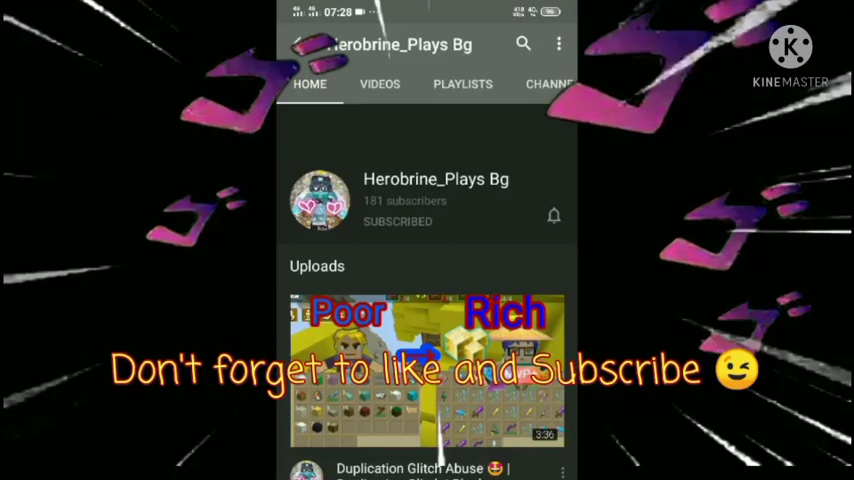 07:28
96
Herobrine_Plays Bg
HOME VIDEOS PLAYLISTS CHANNE
KINEMASTER
Herobrine_Plays Bg
181 subscribers
SUBSCRIBED
Uploads
Poor Rich
Don't forget to like and Subscribe 😉
3:36
Duplication Glitch Abuse 🤩 |